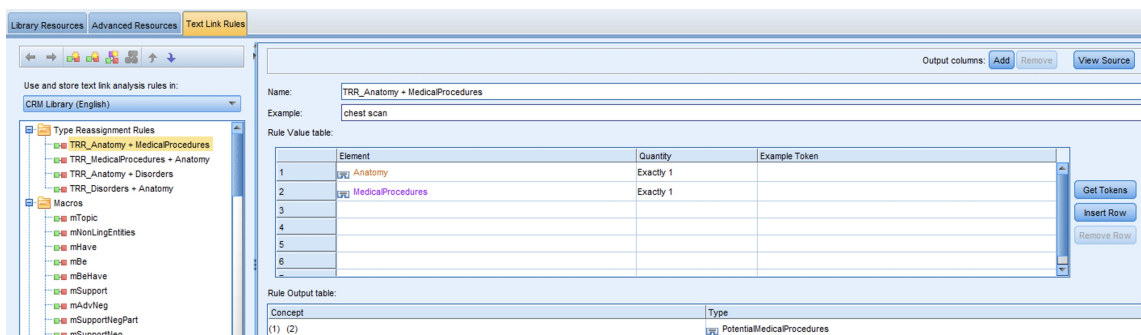 Library Resources Advanced Resources Text Link Rules
Output columns: Add Remove View Source
Use and store text link analysis rules in:
CRM Library (English)
Name: TRR_Anatomy + MedicalProcedures
Example: chest scan
Rule Value table:
Type Reassignment Rules
TRR_Anatomy + MedicalProcedures
TRR_MedicalProcedures + Anatomy
TRR_Anatomy + Disorders
TRR_Disorders + Anatomy
Macros
mTopic
mNonLingEntities
mHave
mBe
mBeHave
mSupport
mAdvNeg
mSupportNegPart
mSupportNeg
Element Quantity Example Token
1 Anatomy Exactly 1
2 MedicalProcedures Exactly 1
3
4
5
6
Get Tokens
Insert Row
Remove Row
Rule Output table:
Concept Type
(1) (2) PotentialMedicalProcedures